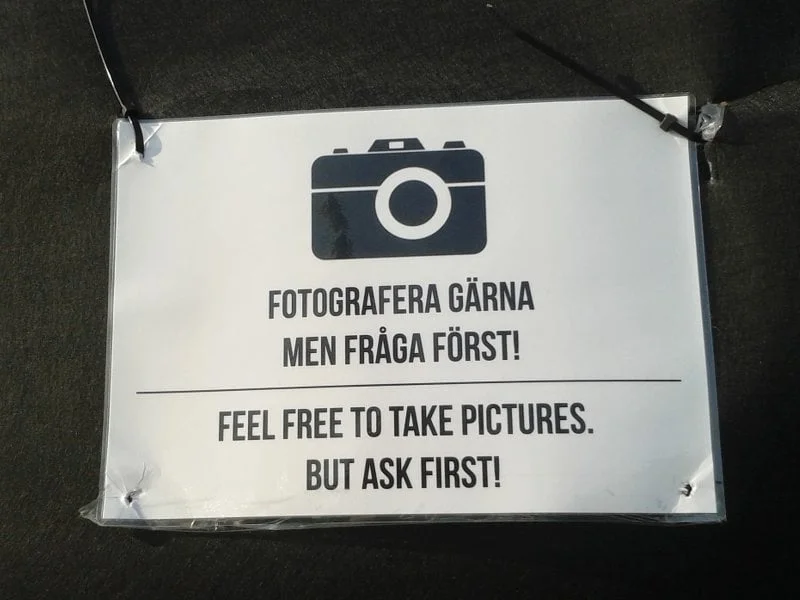 FOTOGRAFERA GÄRNA
MEN FRÅGA FÖRST!
FEEL FREE TO TAKE PICTURES.
BUT ASK FIRST!